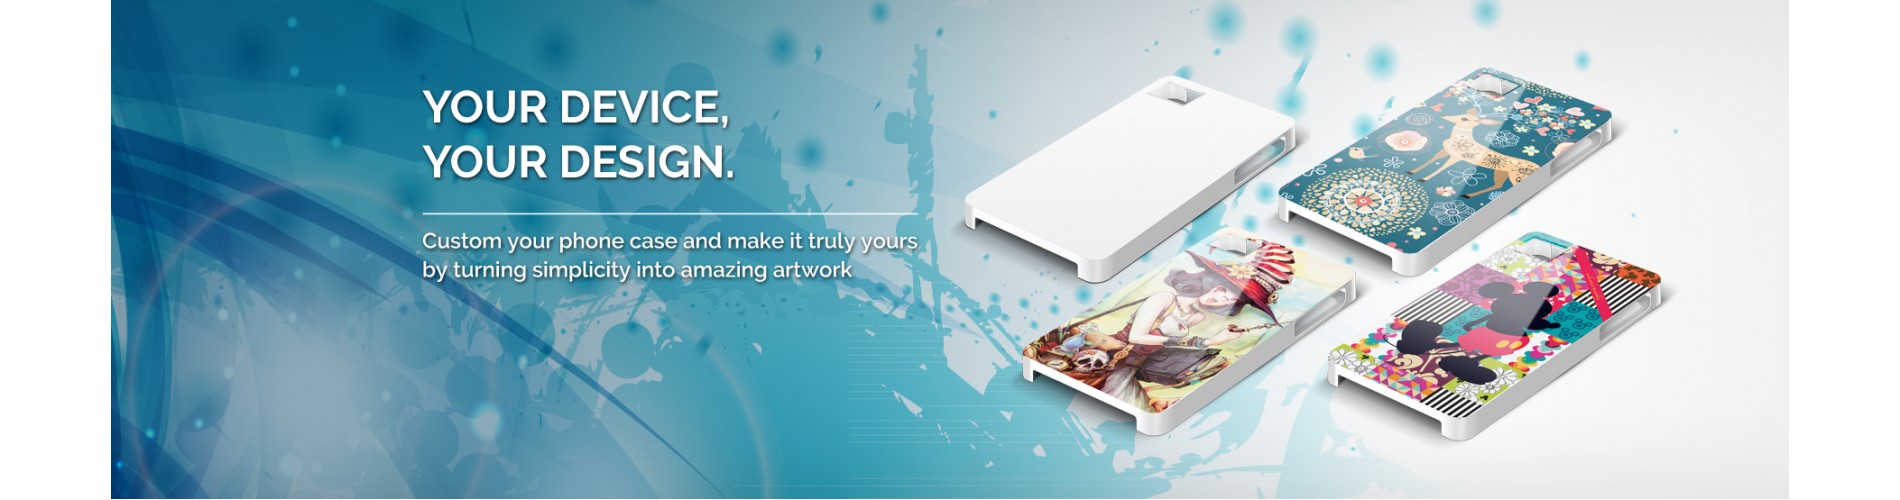 YOUR DEVICE,
YOUR DESIGN.
Custom your phone case and make it truly yours
by turning simplicity into amazing artwork